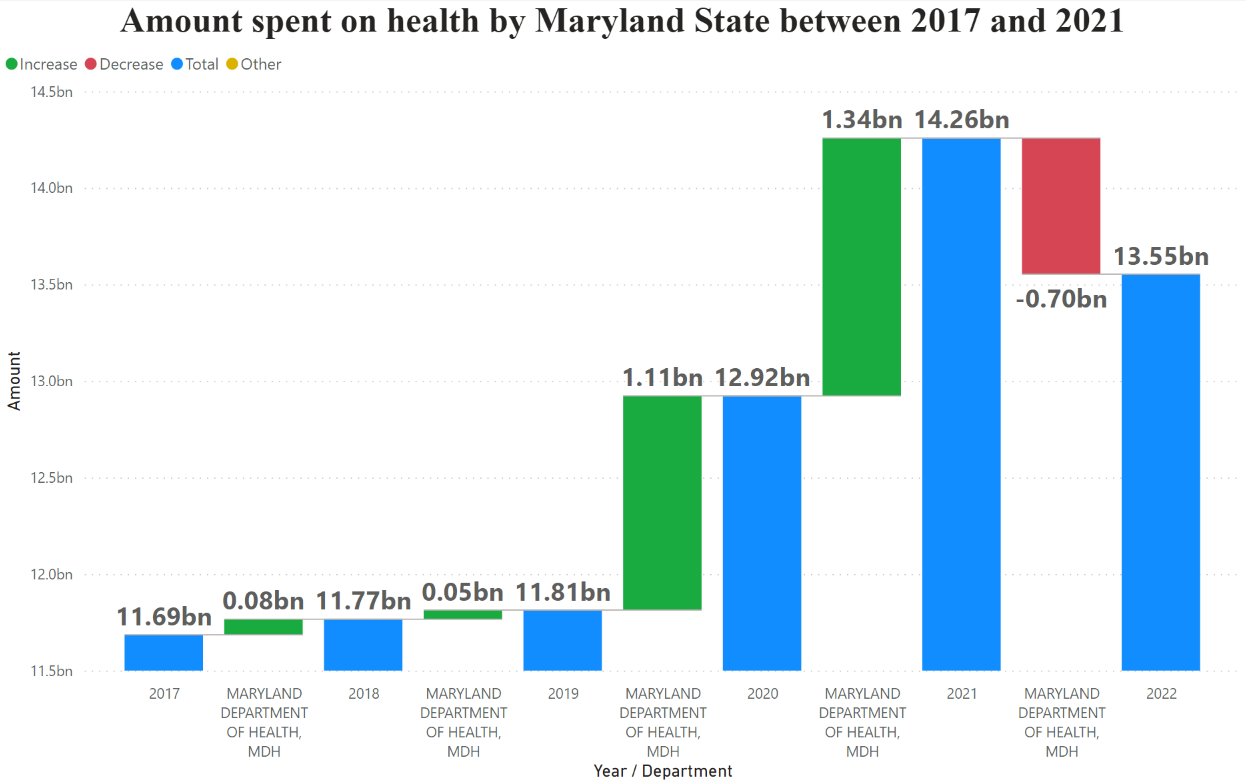 Amount spent on health by Maryland State between 2017 and 2021
Increase Decrease Total Other
14.5bn
14.0bn
13.5bn
13.0bn
12.5bn
12.0bn
11.5bn
Amount
11.69bn
0.08bn
11.77bn
0.05bn
11.81bn
1.11bn
12.92bn
1.34bn
14.26bn
-0.70bn
13.55bn
2017
MARYLAND
DEPARTMENT
OF HEALTH,
MDH
2018
MARYLAND
DEPARTMENT
OF HEALTH,
MDH
2019
MARYLAND
DEPARTMENT
OF HEALTH,
MDH
2020
MARYLAND
DEPARTMENT
OF HEALTH,
MDH
2021
MARYLAND
DEPARTMENT
OF HEALTH,
MDH
2022
Year / Department